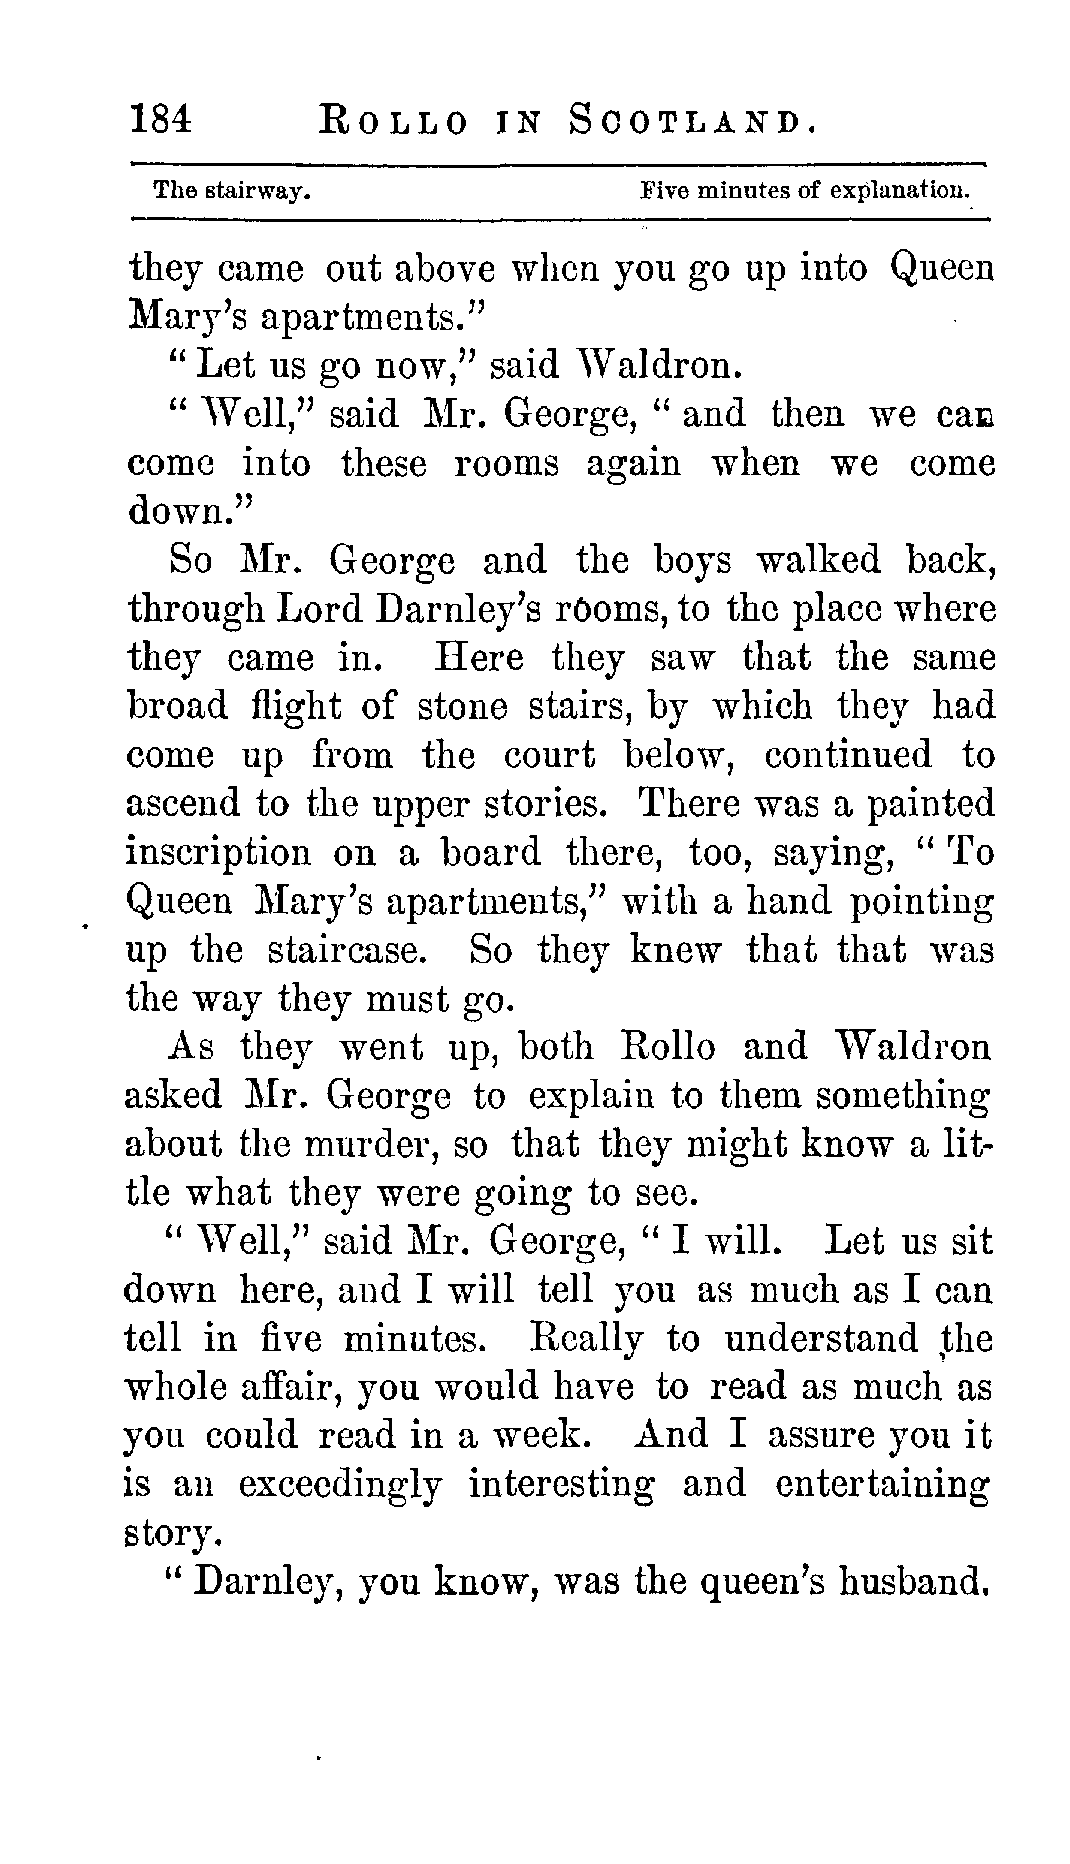 184 ROLLO IN SCOTLAND.
The stairway. Five minutes of explanation.
they came out above when you go up into Queen
Mary's apartments."
"Let us go now," said Waldron.
"Well," said Mr. George, "and then we can
come into these rooms again when we come
down."
So Mr. George and the boys walked back,
through Lord Darnley's rooms, to the place where
they came in. Here they saw that the same
broad flight of stone stairs, by which they had
come up from the court below, continued to
ascend to the upper stories. There was a painted
inscription on a board there, too, saying, "To
Queen Mary's apartments," with a hand pointing
up the staircase. So they knew that that was
the way they must go.
As they went up, both Rollo and Waldron
asked Mr. George to explain to them something
about the murder, so that they might know a lit-
tle what they were going to see.
"Well," said Mr. George, "I will. Let us sit
down here, and I will tell you as much as I can
tell in five minutes. Really to understand the
whole affair, you would have to read as much as
you could read in a week. And I assure you it
is an exceedingly interesting and entertaining
story.
"Darnley, you know, was the queen's husband.